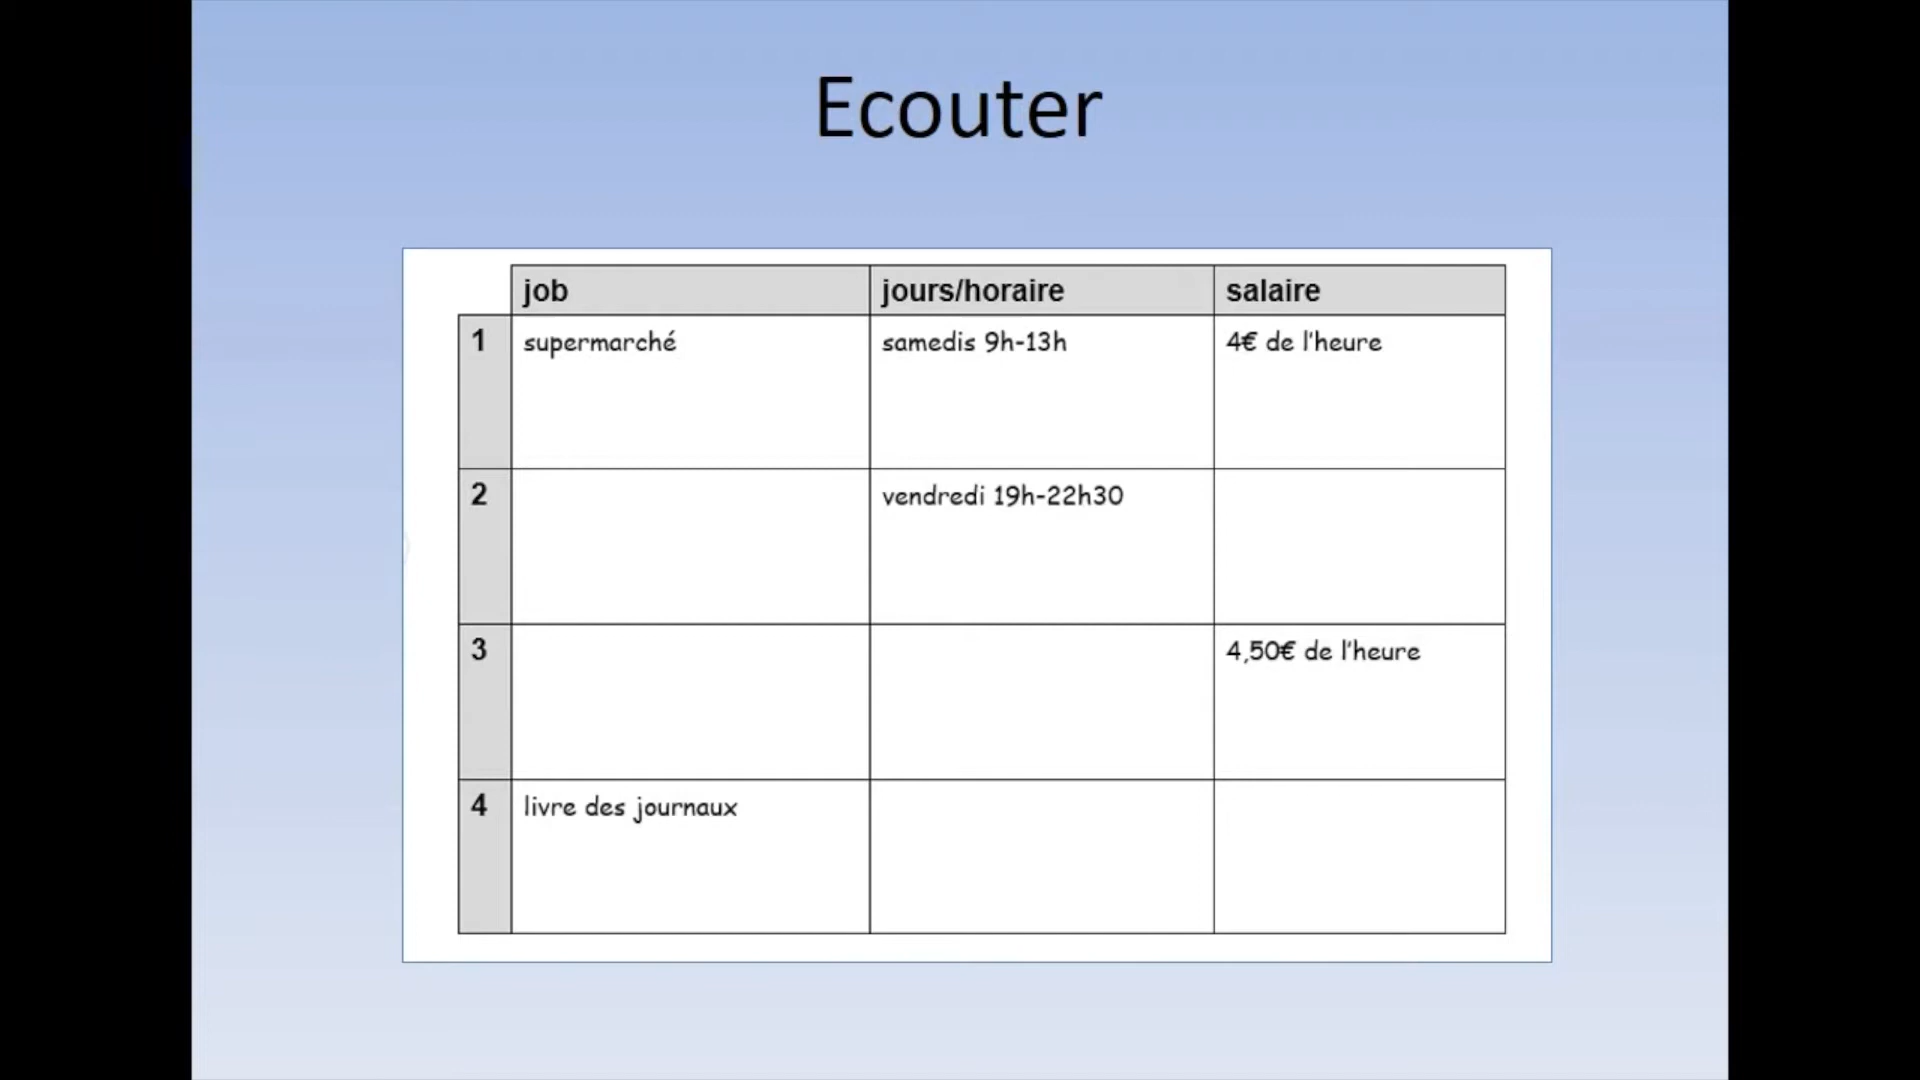 Ecouter
job jours/horaire salaire
1 supermarché samedis 9h-13h 4€ de l'heure
2 vendredi 19h-22h30
3 4,50€ de l'heure
4 livre des journaux